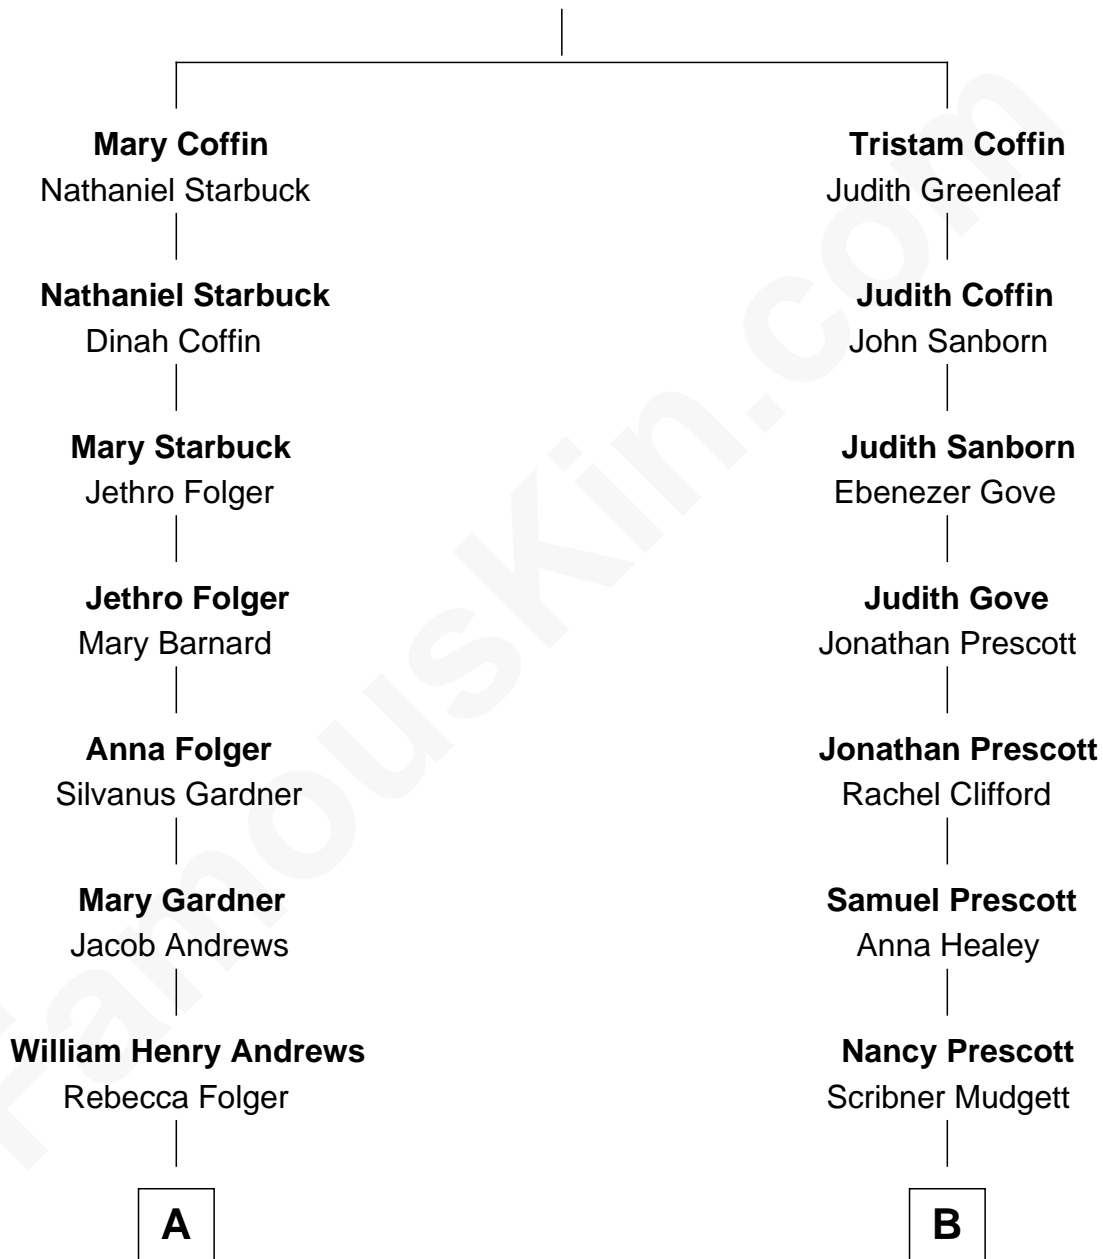 Mary Coffin
Nathaniel Starbuck
Nathaniel Starbuck
Dinah Coffin
Mary Starbuck
Jethro Folger
Jethro Folger
Mary Barnard
Anna Folger
Silvanus Gardner
Mary Gardner
Jacob Andrews
William Henry Andrews
Rebecca Folger
A
Tristam Coffin
Judith Greenleaf
Judith Coffin
John Sanborn
Judith Sanborn
Ebenezer Gove
Judith Gove
Jonathan Prescott
Jonathan Prescott
Rachel Clifford
Samuel Prescott
Anna Healey
Nancy Prescott
Scribner Mudgett
B
FamousKin.com